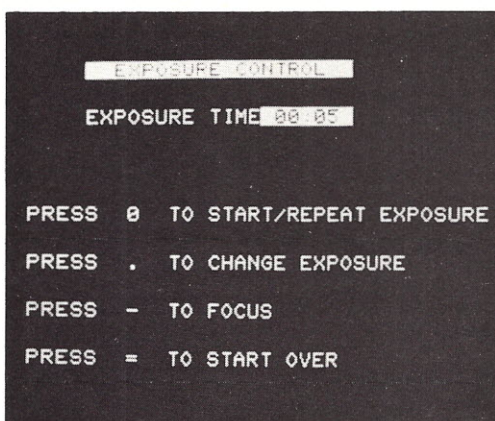 EXPOSURE CONTROL
EXPOSURE TIME 00:05
PRESS 0 TO START/REPEAT EXPOSURE
PRESS . TO CHANGE EXPOSURE
PRESS - TO FOCUS
PRESS = TO START OVER